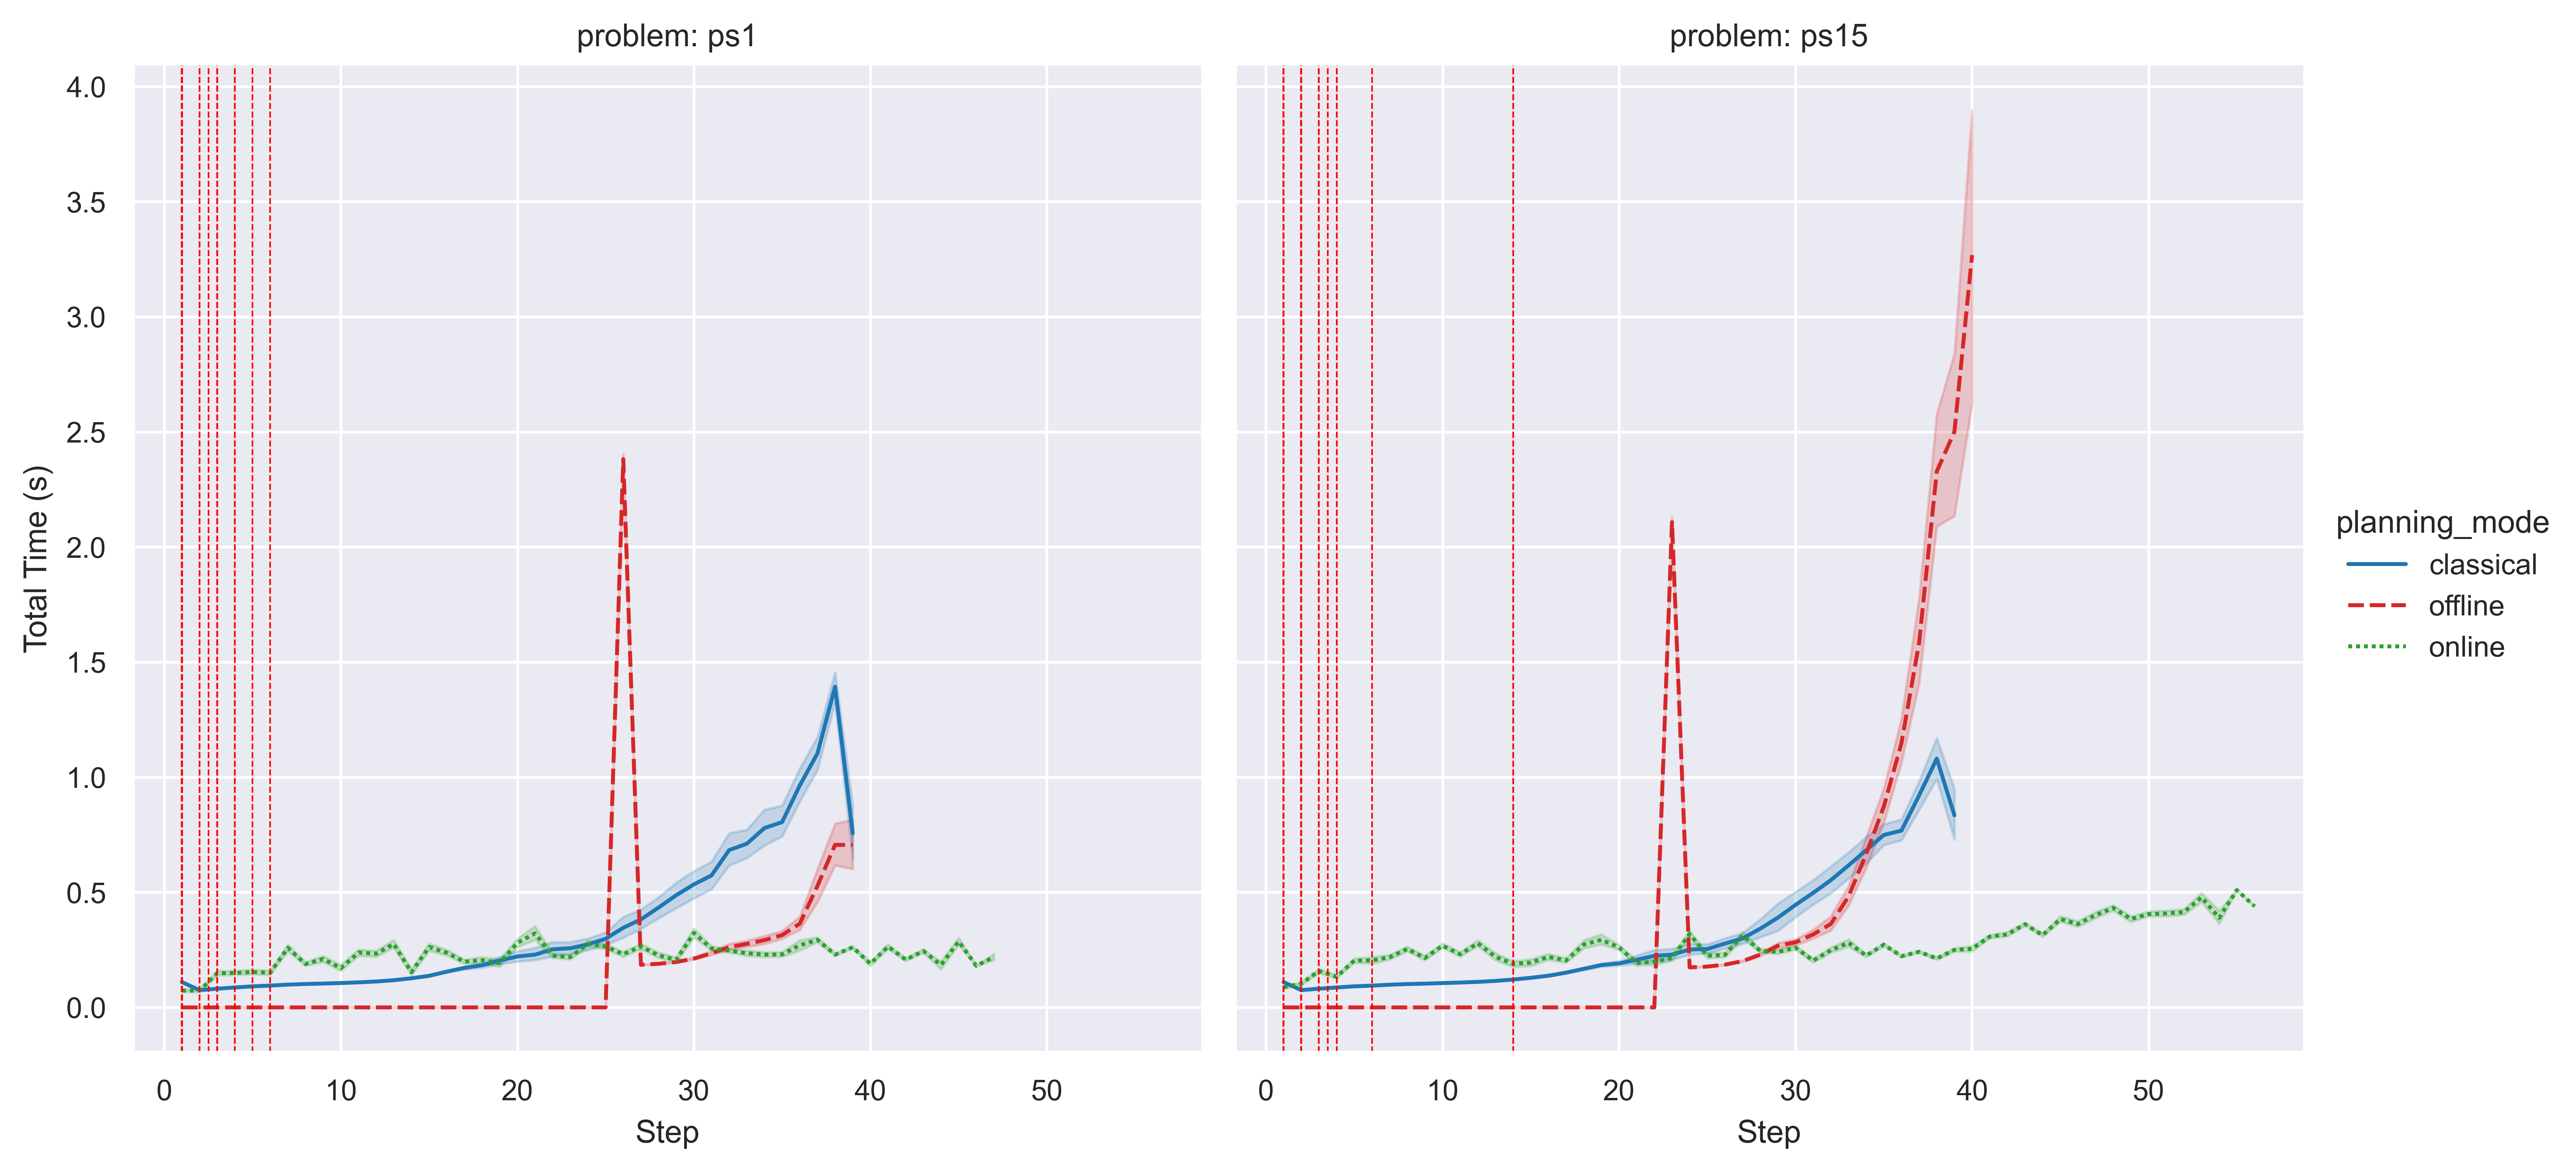 problem: ps1
problem: ps15
4.0
3.5
3.0
2.5
2.0
1.5
1.0
0.5
0.0
Total Time (s)
0 10 20 30 40 50
0 10 20 30 40 50
Step
Step
planning_mode
classical
offline
online